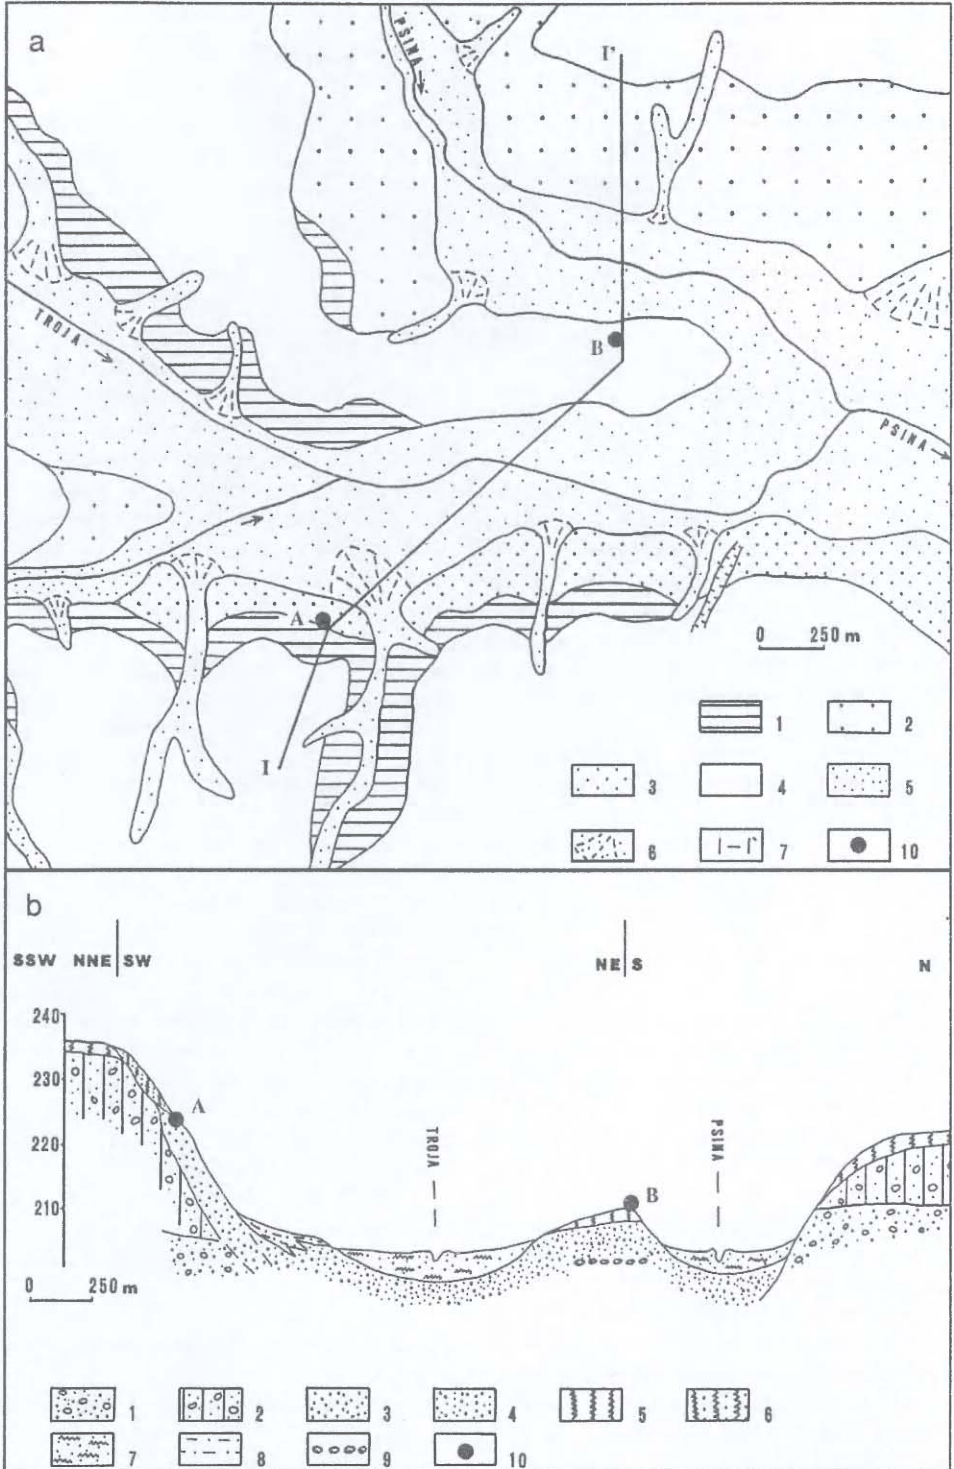 a
PSINA
I'
B
TROJA
PSINA
A
I
0 250 m
1 2
3 4 5
6 I-I' 7 10
b
SSW NNE SW NE S N
240
230
220
210
A
TROJA
B
PSINA
0 250 m
1 2 3 4 5 6
7 8 9 10